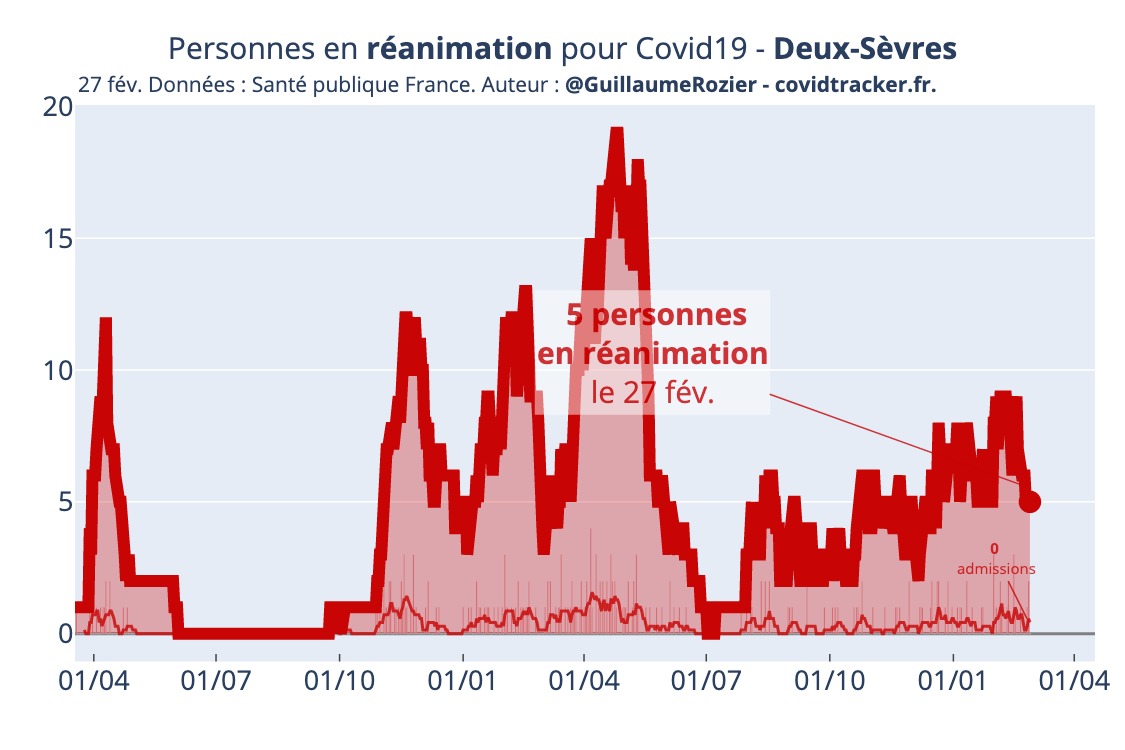 Personnes en réanimation pour Covid19 - Deux-Sèvres
27 fév. Données : Santé publique France. Auteur : @GuillaumeRozier - covidtracker.fr.
20
15
10
5
0
5 personnes
en réanimation
le 27 fév.
0
admissions
01/04 01/07 01/10 01/01 01/04 01/07 01/10 01/01 01/04